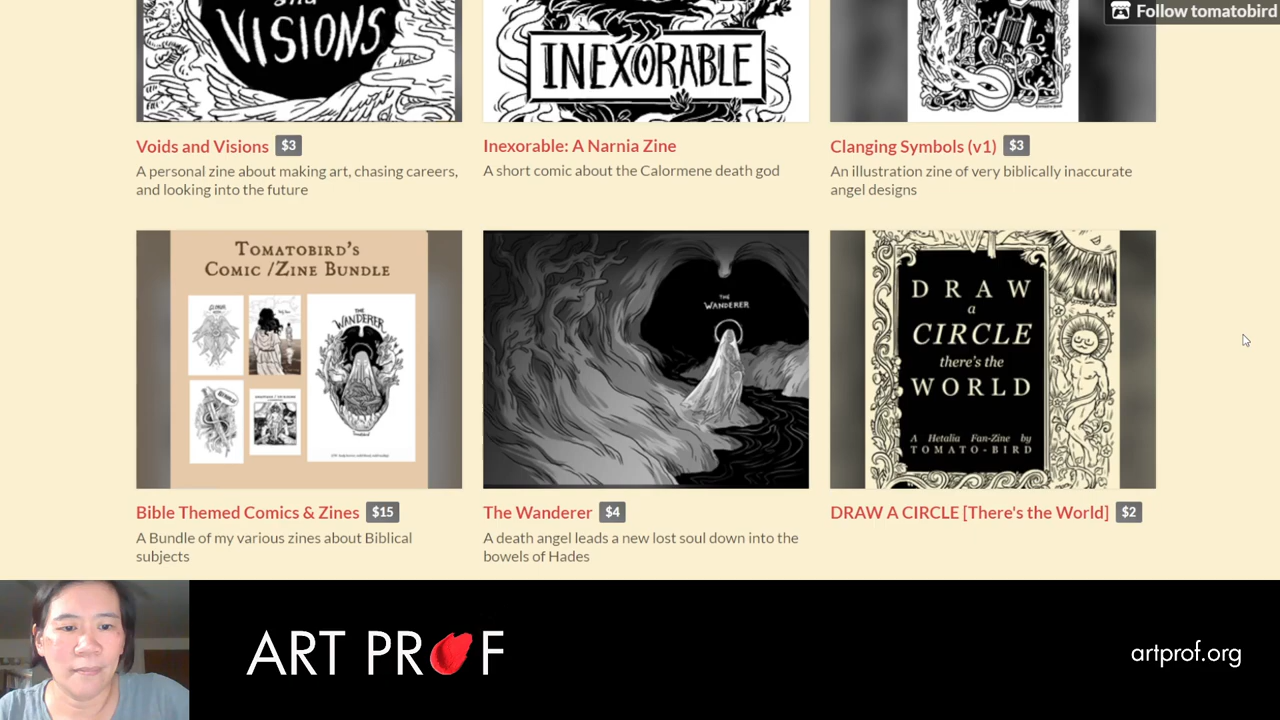 and
VISIONS
INEXORABLE
Follow tomatobird
Voids and Visions $3
A personal zine about making art, chasing careers,
and looking into the future
Inexorable: A Narnia Zine
A short comic about the Calormene death god
Clanging Symbols (v1) $3
An illustration zine of very biblically inaccurate
angel designs
TOMATOBIRD'S
COMIC /ZINE BUNDLE
THE
WANDERER
THE
WANDERER
DRAW
a
CIRCLE
there's the
WORLD
A Hetalia Fan-Zine by
TOMATO-BIRD
Bible Themed Comics & Zines $15
A Bundle of my various zines about Biblical
subjects
The Wanderer $4
A death angel leads a new lost soul down into the
bowels of Hades
DRAW A CIRCLE [There's the World] $2
ART PROF
artprof.org